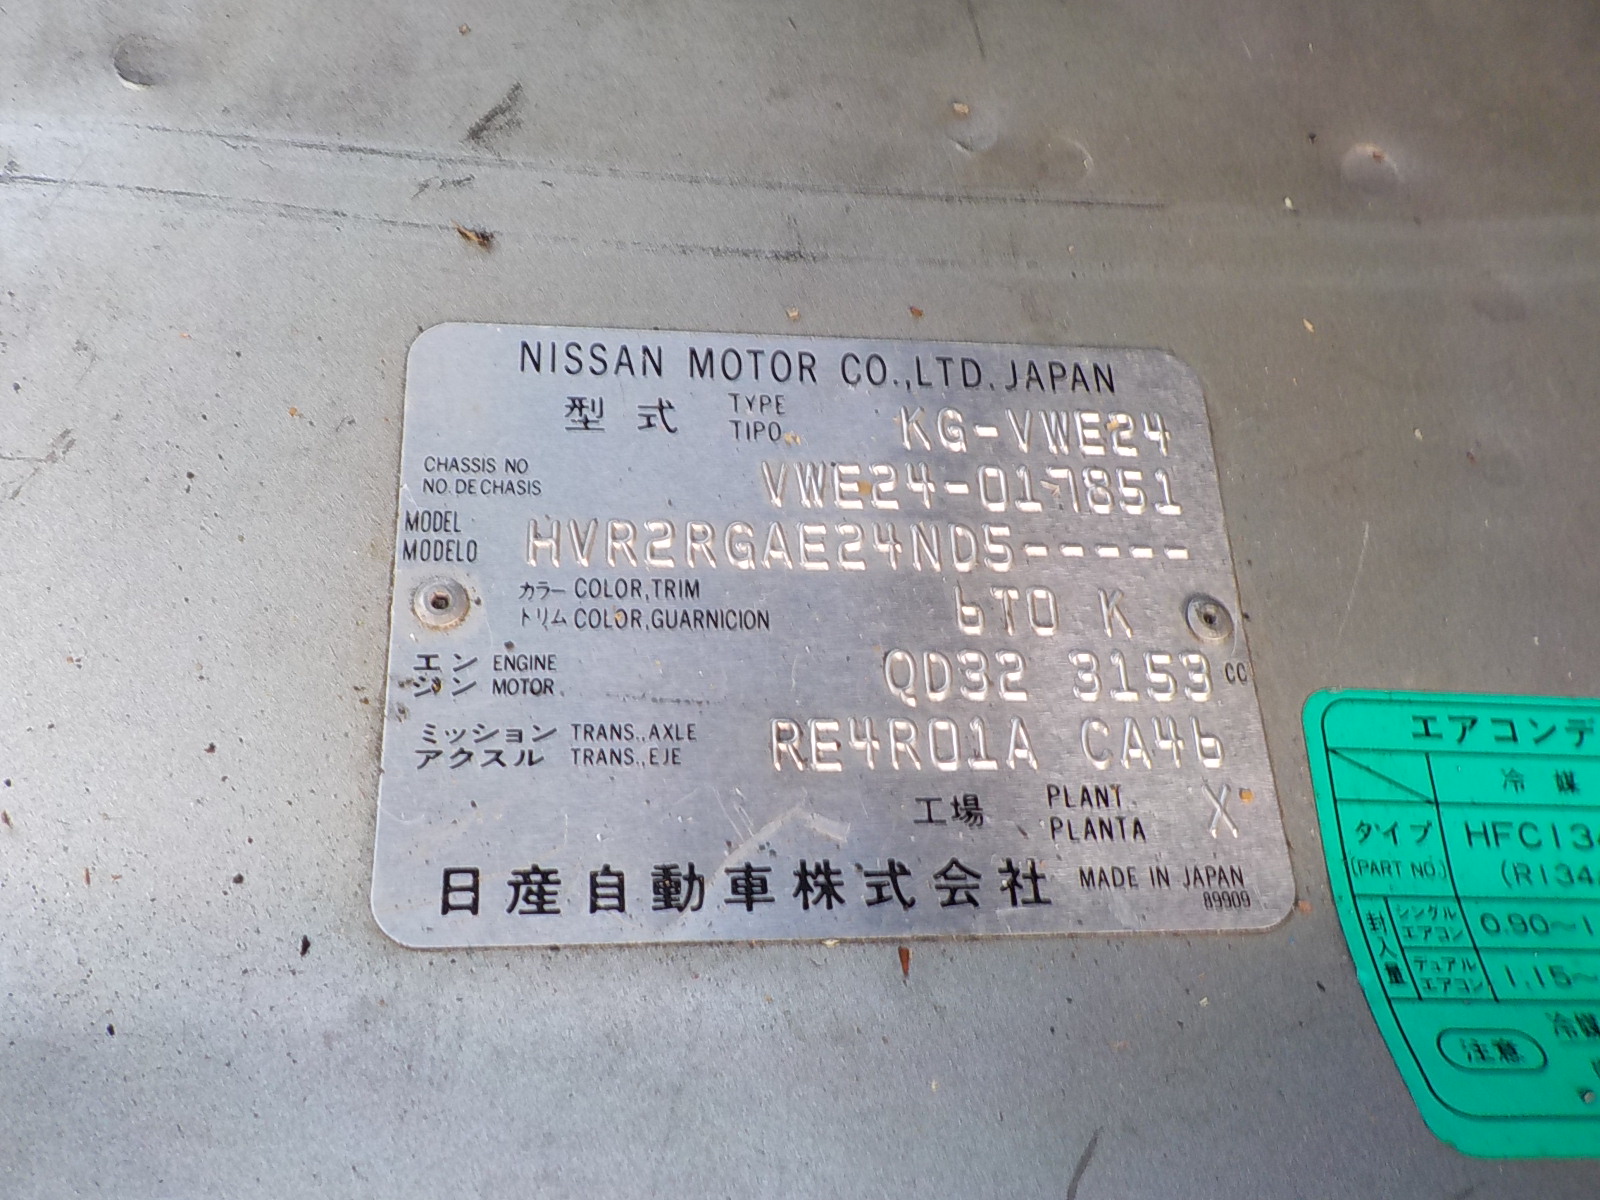 NISSAN MOTOR CO.,LTD. JAPAN
型式 TYPE KG-VWE24
TIPO
CHASSIS NO VWE24-017851
NO. DE CHASIS
MODEL HVR2RGAE24ND5-----
MODELO
カラー COLOR,TRIM 6T0 K
トリム COLOR,GUARNICION
エン ENGINE QD32 3153 CC
ジン MOTOR
ミッション TRANS.,AXLE RE4R01A CA46
アクスル TRANS.,EJE
工場 PLANT X
PLANTA
日産自動車株式会社 MADE IN JAPAN
89909
エアコンデ
冷媒
タイプ HFC134
(PART NO.) (R134
封入量 シングルエアコン 0.90~1
デュアルエアコン 1.15~
冷媒
注意